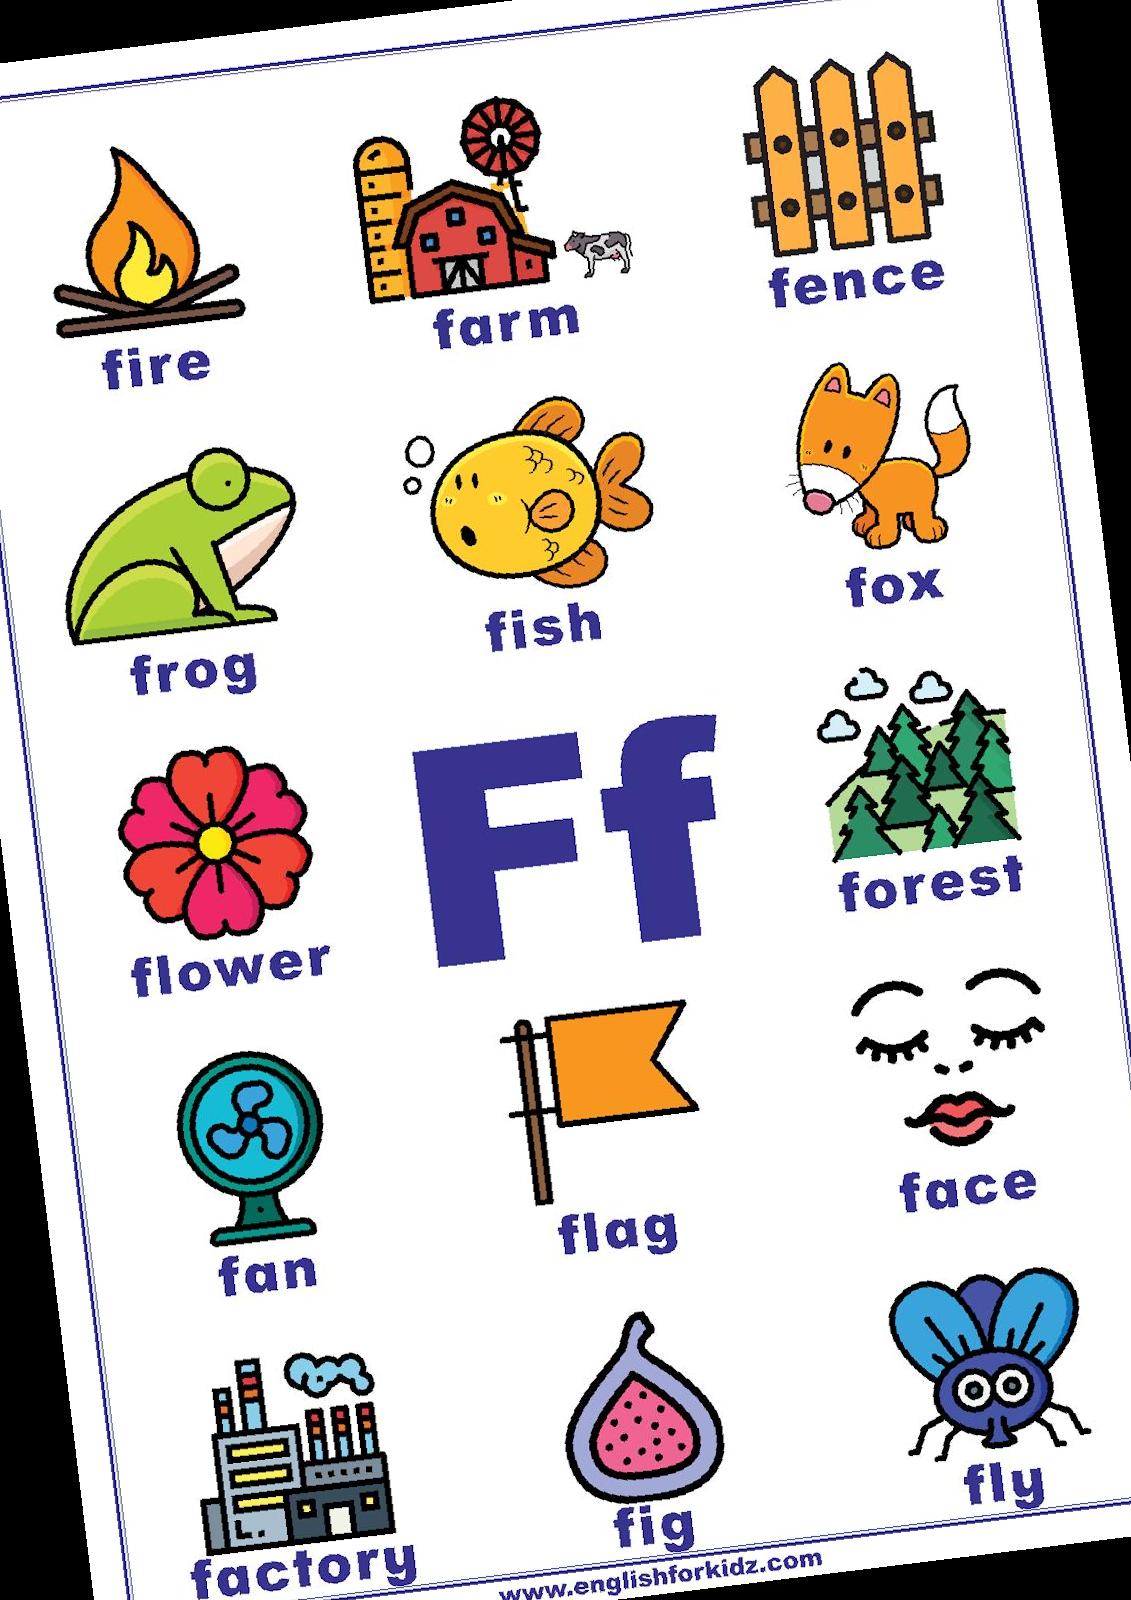 fire farm fence
frog fish fox
flower Ff forest
fan flag face
factory fig fly
www.englishforkidz.com